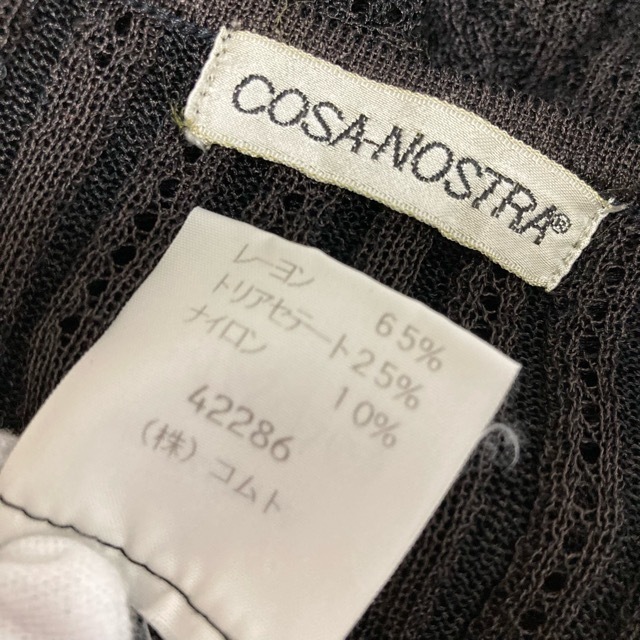 COSA-NOSTRA®
レーヨン 65%
トリアセテート25%
ナイロン 10%
42286
(株)コムト